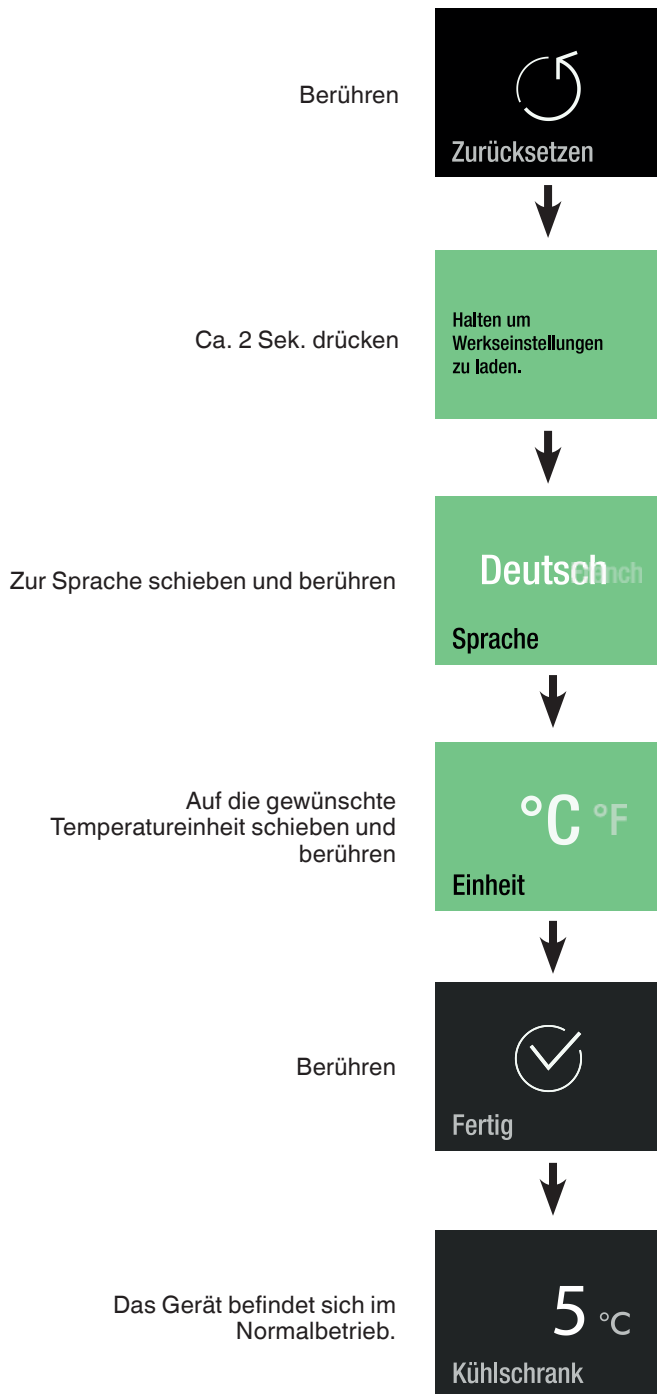 Berühren
Zurücksetzen
Ca. 2 Sek. drücken
Halten um
Werkseinstellungen
zu laden.
Zur Sprache schieben und berühren
Deutsch
Sprache
Auf die gewünschte
Temperatureinheit schieben und
berühren
°C °F
Einheit
Berühren
Fertig
Das Gerät befindet sich im
Normalbetrieb.
5 °C
Kühlschrank